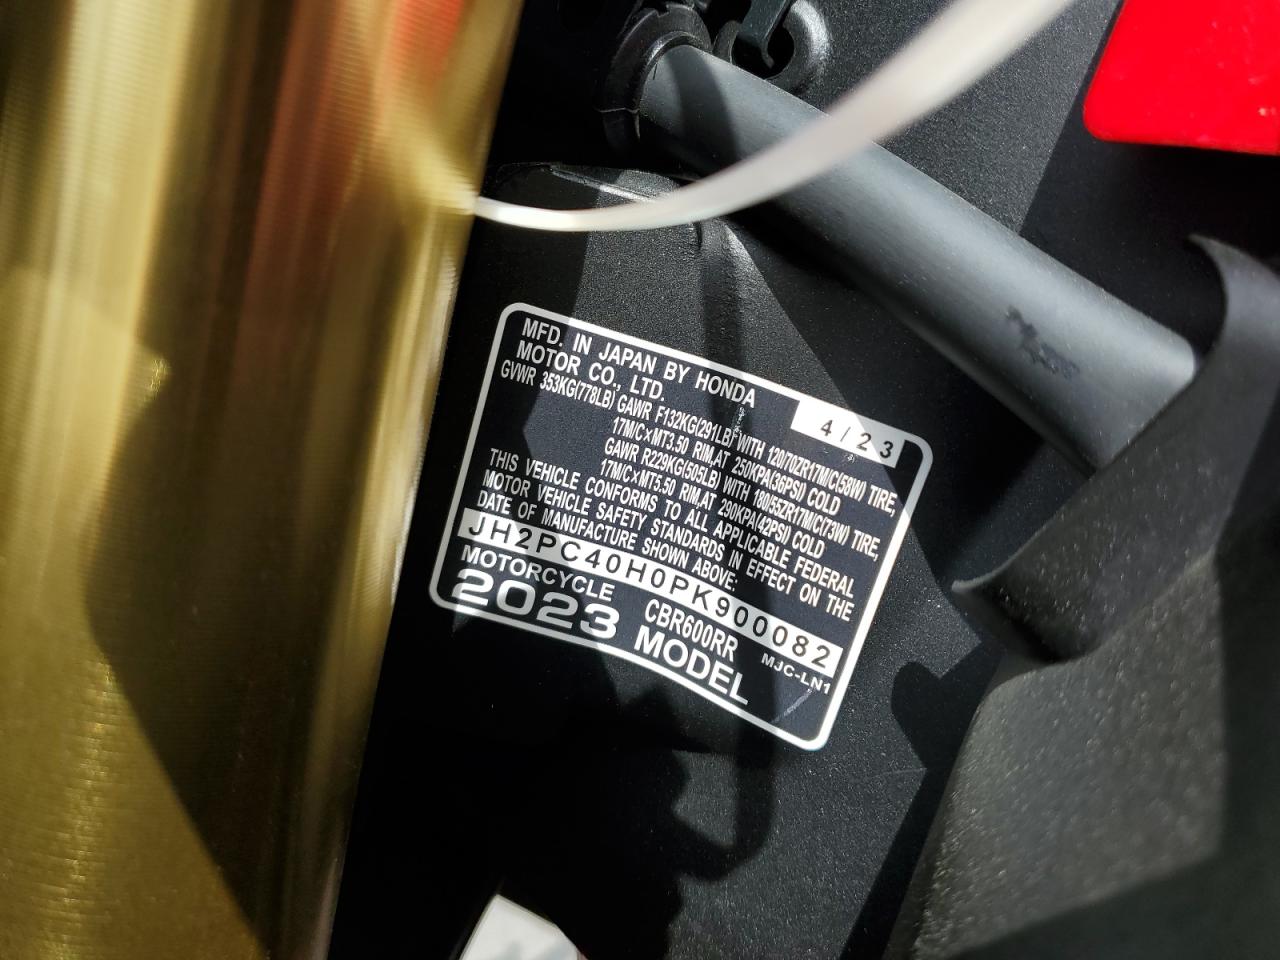 MFD. IN JAPAN BY HONDA
MOTOR CO., LTD.
4/23
GVWR 353KG(778LB) GAWR F132KG(291LB) WITH 120/70ZR17M/C(58W) TIRE,
17M/C×MT3.50 RIM,AT 250KPA(36PSI) COLD
GAWR R229KG(505LB) WITH 180/55ZR17M/C(73W) TIRE,
17M/C×MT5.50 RIM,AT 290KPA(42PSI) COLD
THIS VEHICLE CONFORMS TO ALL APPLICABLE FEDERAL
MOTOR VEHICLE SAFETY STANDARDS IN EFFECT ON THE
DATE OF MANUFACTURE SHOWN ABOVE:
JH2PC40H0PK900082
MOTORCYCLE CBR600RR MJC-LN1
2023 MODEL